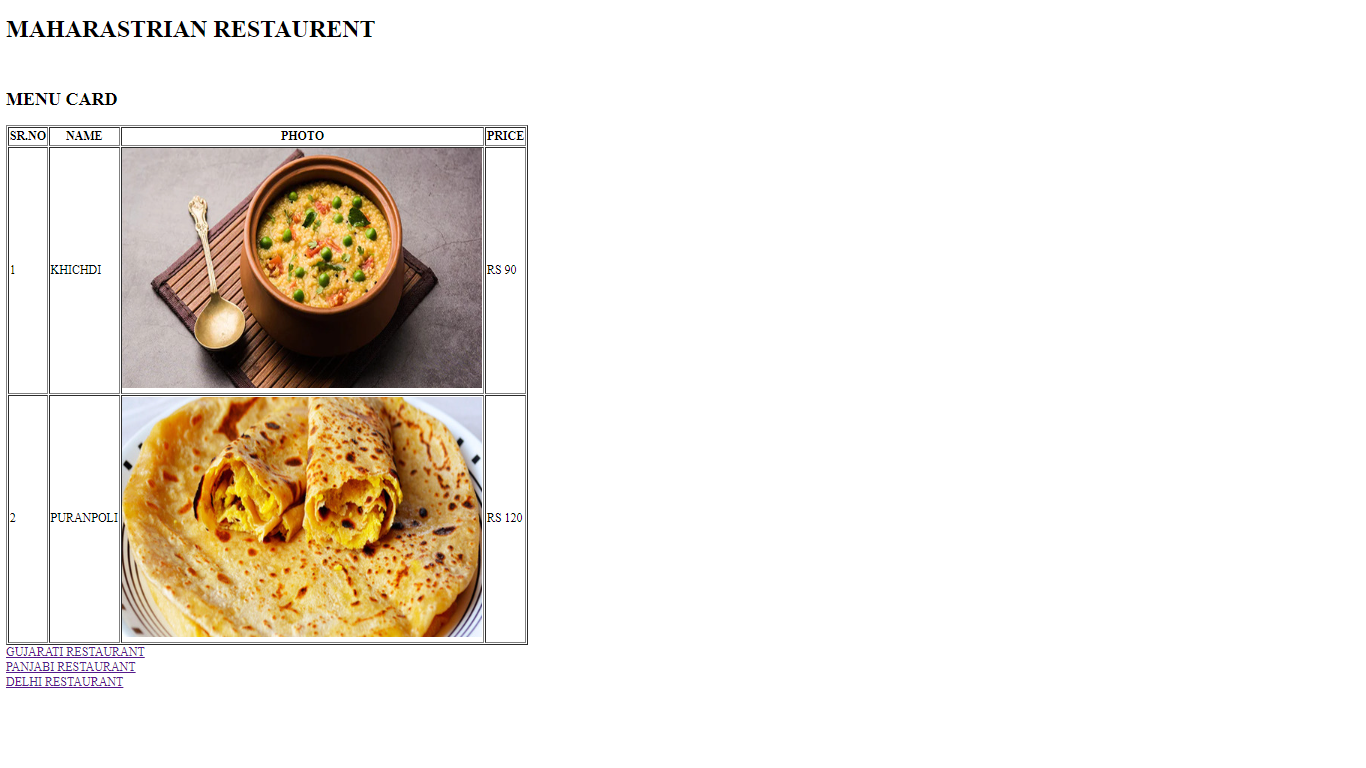 MAHARASTRIAN RESTAURENT
MENU CARD
SR.NO NAME PHOTO PRICE
1 KHICHDI RS 90
2 PURANPOLI RS 120
GUJARATI RESTAURANT
PANJABI RESTAURANT
DELHI RESTAURANT